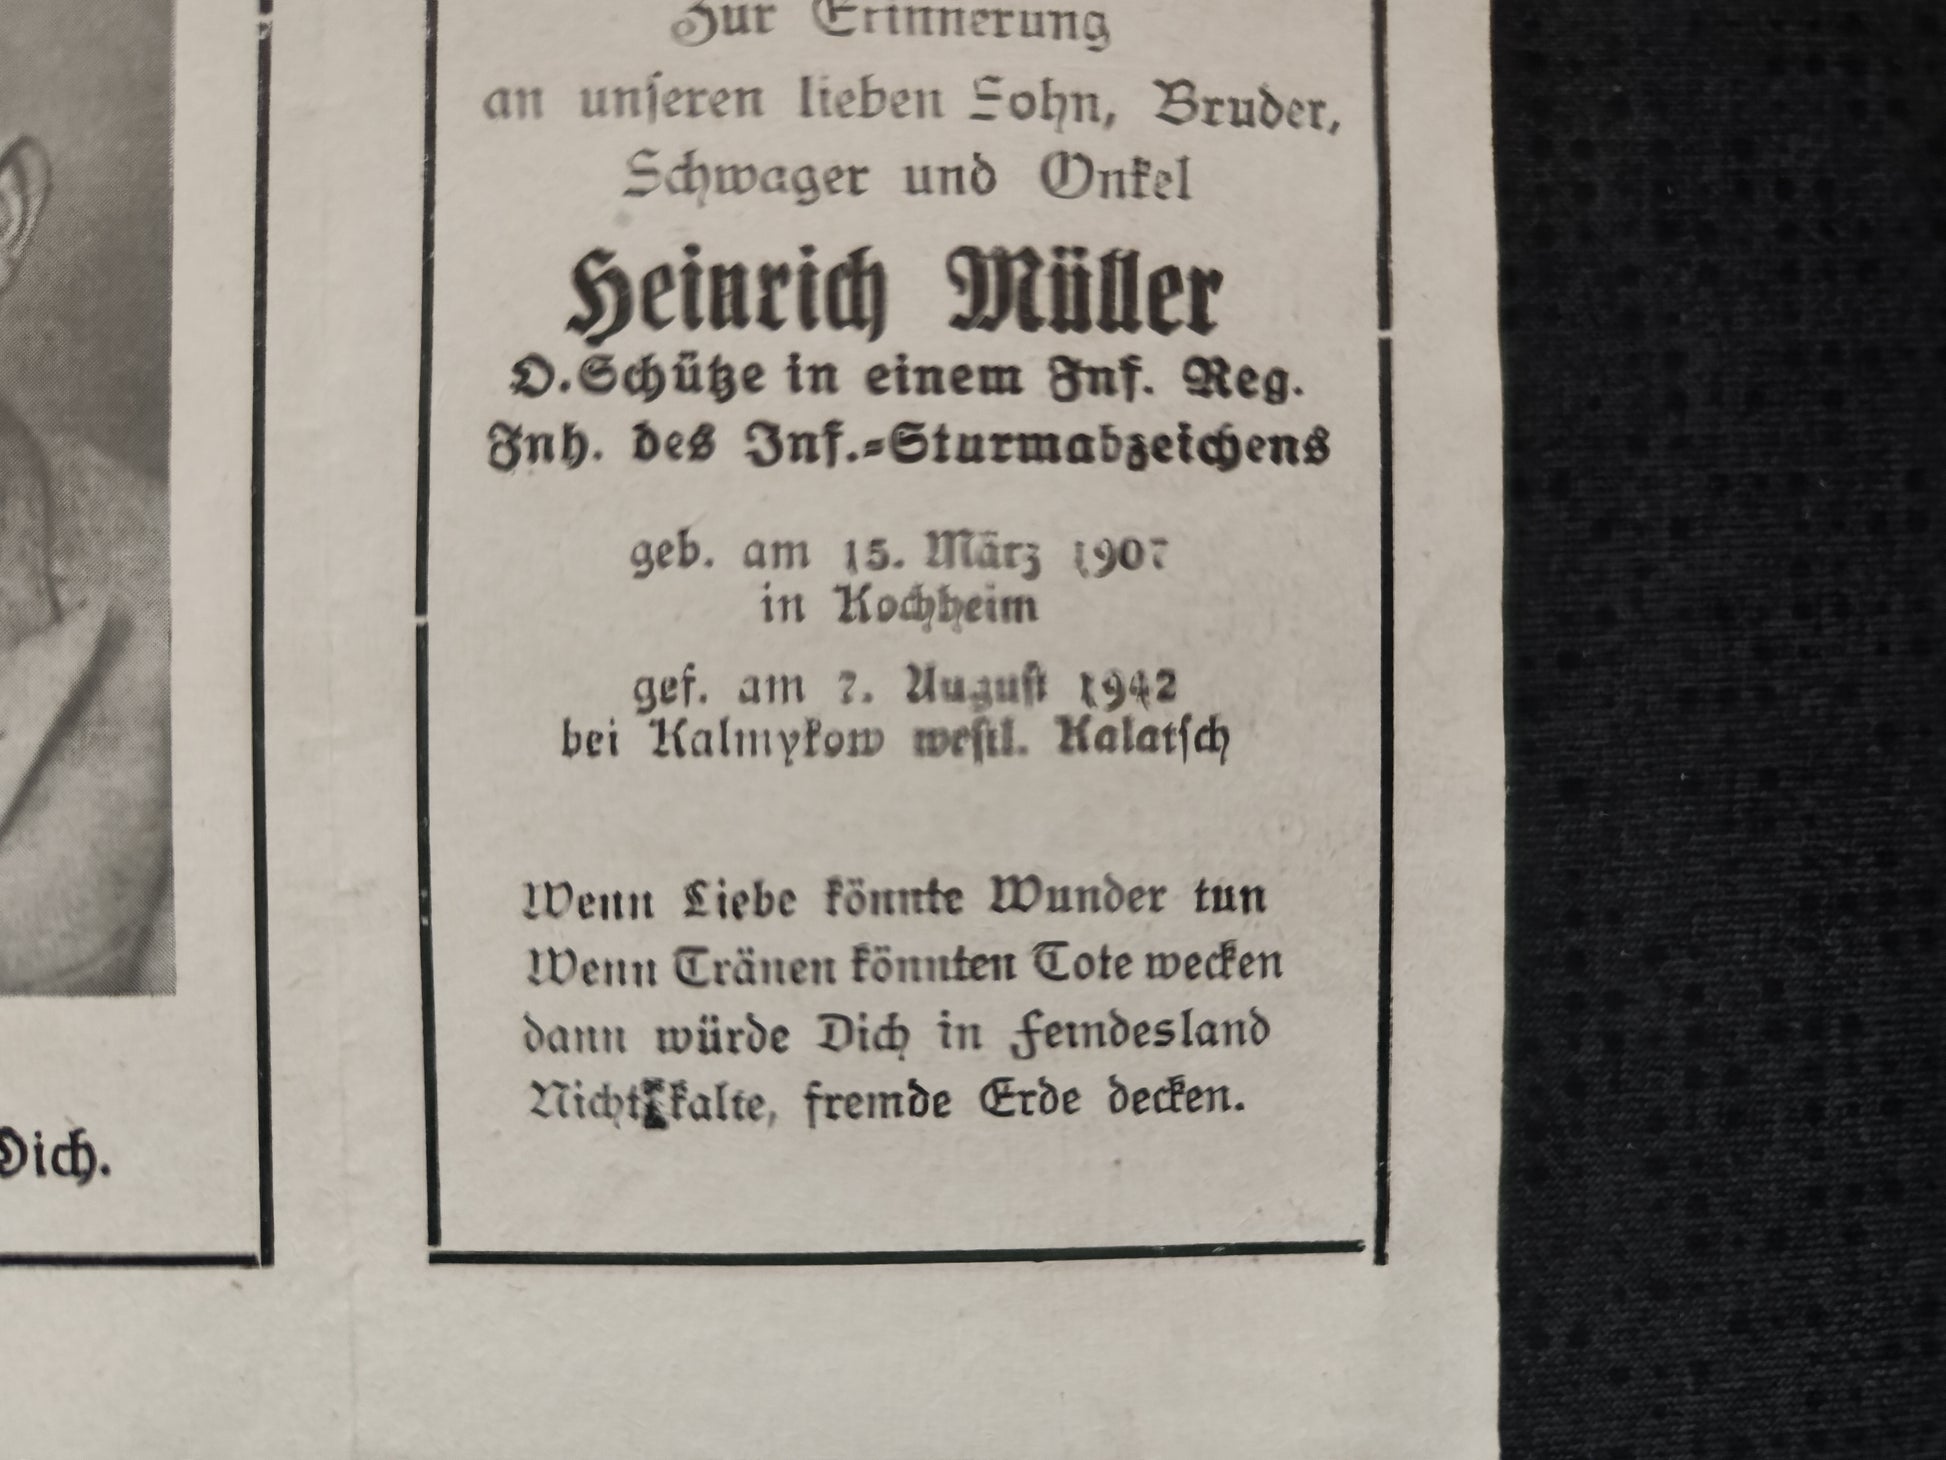 Zur Erinnerung
an unseren lieben Sohn, Bruder,
Schwager und Onkel
Heinrich Müller
O.Schütze in einem Inf. Reg.
Inh. des Inf.-Sturmabzeichens
geb. am 15. März 1907
in Kochheim
gef. am 7. August 1942
bei Kalmykow westl. Kalatsch
Wenn Liebe könnte Wunder tun
Wenn Tränen könnten Tote wecken
dann würde Dich in Feindesland
Nicht kalte, fremde Erde decken.
Dich.